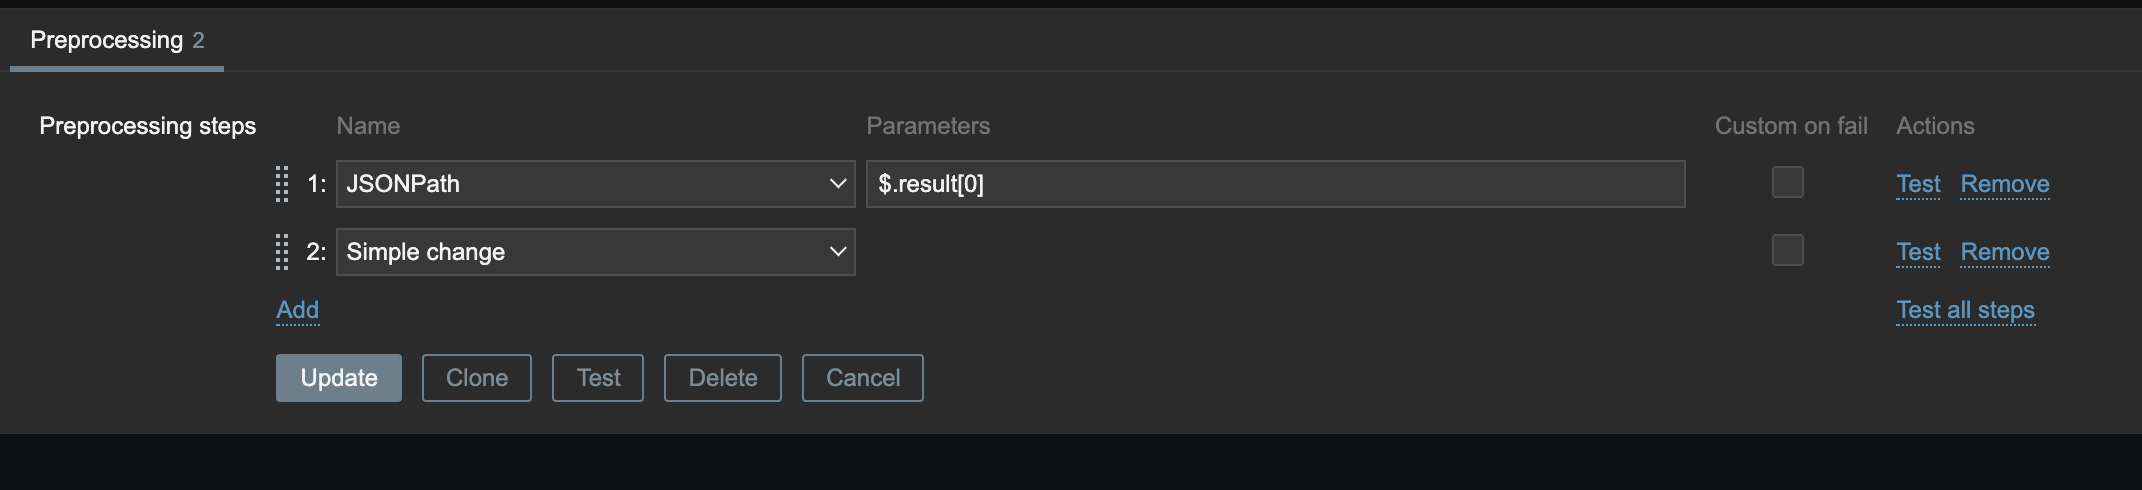 Preprocessing 2
Preprocessing steps Name Parameters Custom on fail Actions
1: JSONPath $.result[0] Test Remove
2: Simple change Test Remove
Add Test all steps
Update Clone Test Delete Cancel